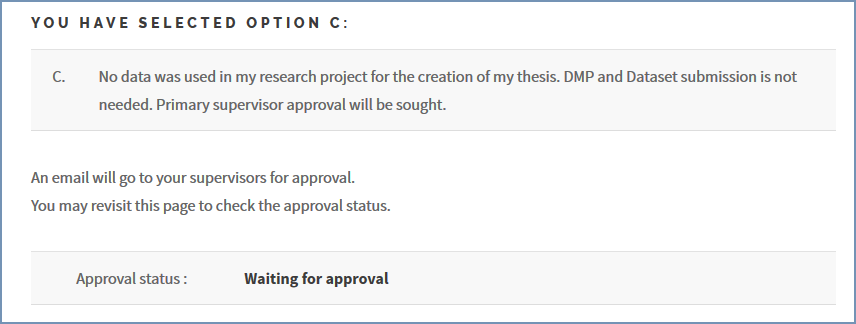 YOU HAVE SELECTED OPTION C:
C. No data was used in my research project for the creation of my thesis. DMP and Dataset submission is not
needed. Primary supervisor approval will be sought.
An email will go to your supervisors for approval.
You may revisit this page to check the approval status.
Approval status : Waiting for approval